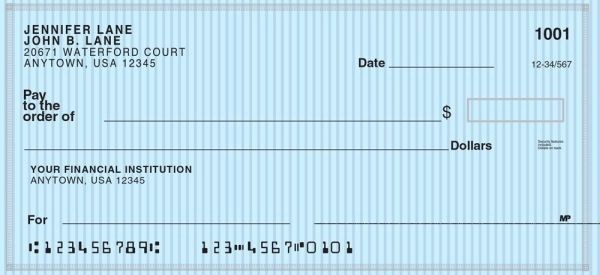 JENNIFER LANE
JOHN B. LANE
20671 WATERFORD COURT
ANYTOWN, USA 12345
1001
Date
12-34/567
Pay
to the
order of
$
Dollars
Security features
included.
Details on back.
YOUR FINANCIAL INSTITUTION
ANYTOWN, USA 12345
For
MP
⑆123456789⑆ 123⑉4567⑈0101